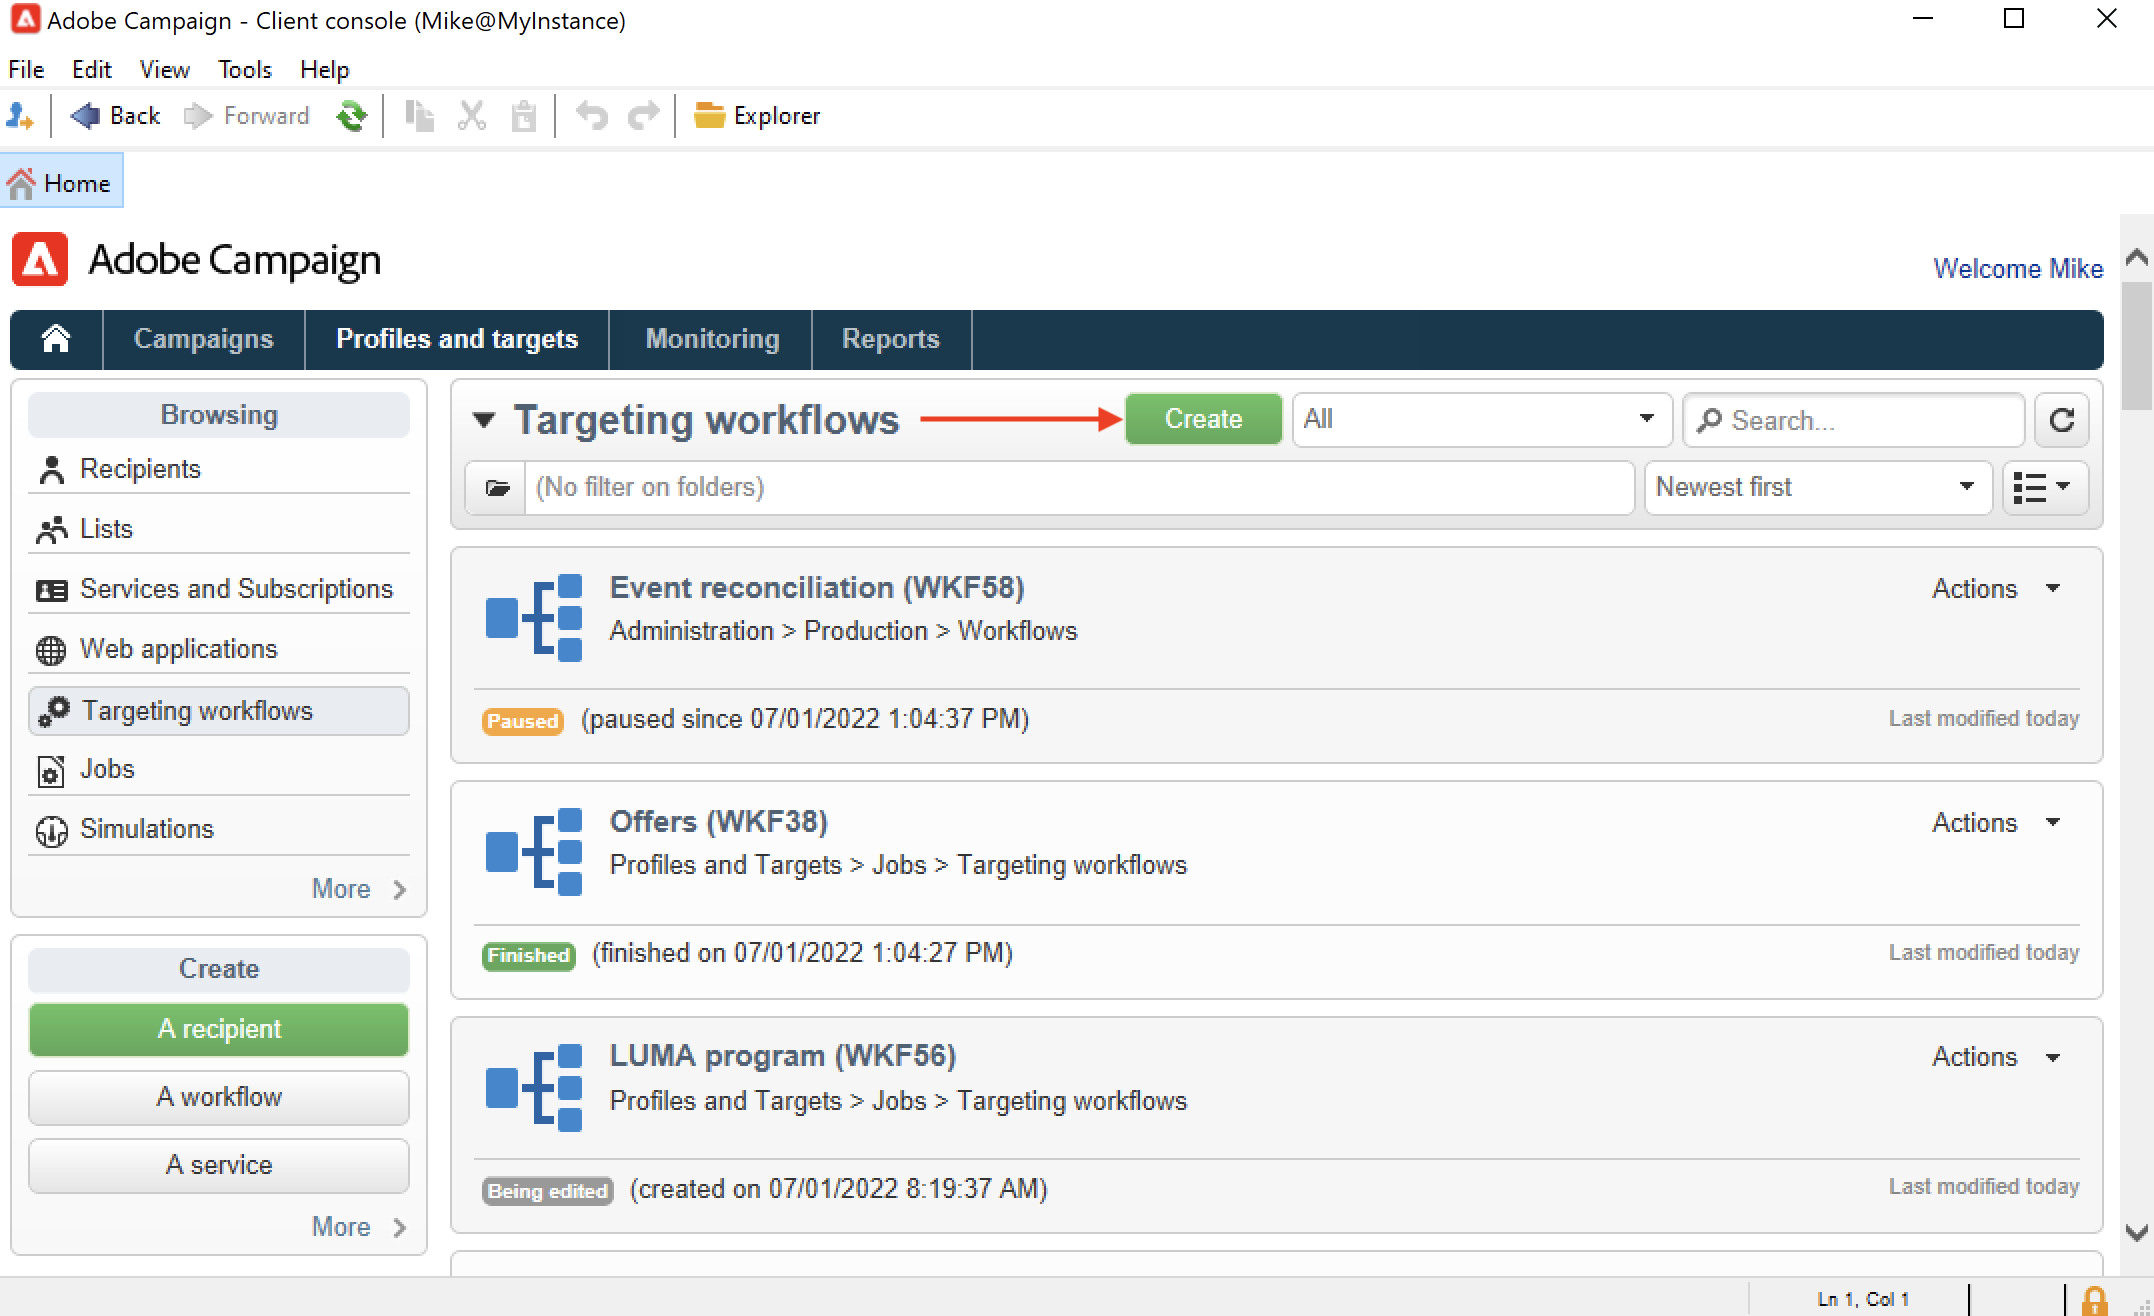 Adobe Campaign - Client console (Mike@MyInstance)
File Edit View Tools Help
Back Forward Explorer
Home
Adobe Campaign
Welcome Mike
Campaigns Profiles and targets Monitoring Reports
Browsing
Recipients
Lists
Services and Subscriptions
Web applications
Targeting workflows
Jobs
Simulations
More
Create
A recipient
A workflow
A service
More
Targeting workflows Create All Search...
(No filter on folders) Newest first
Event reconciliation (WKF58) Actions
Administration > Production > Workflows
Paused (paused since 07/01/2022 1:04:37 PM) Last modified today
Offers (WKF38) Actions
Profiles and Targets > Jobs > Targeting workflows
Finished (finished on 07/01/2022 1:04:27 PM) Last modified today
LUMA program (WKF56) Actions
Profiles and Targets > Jobs > Targeting workflows
Being edited (created on 07/01/2022 8:19:37 AM) Last modified today
Ln 1, Col 1